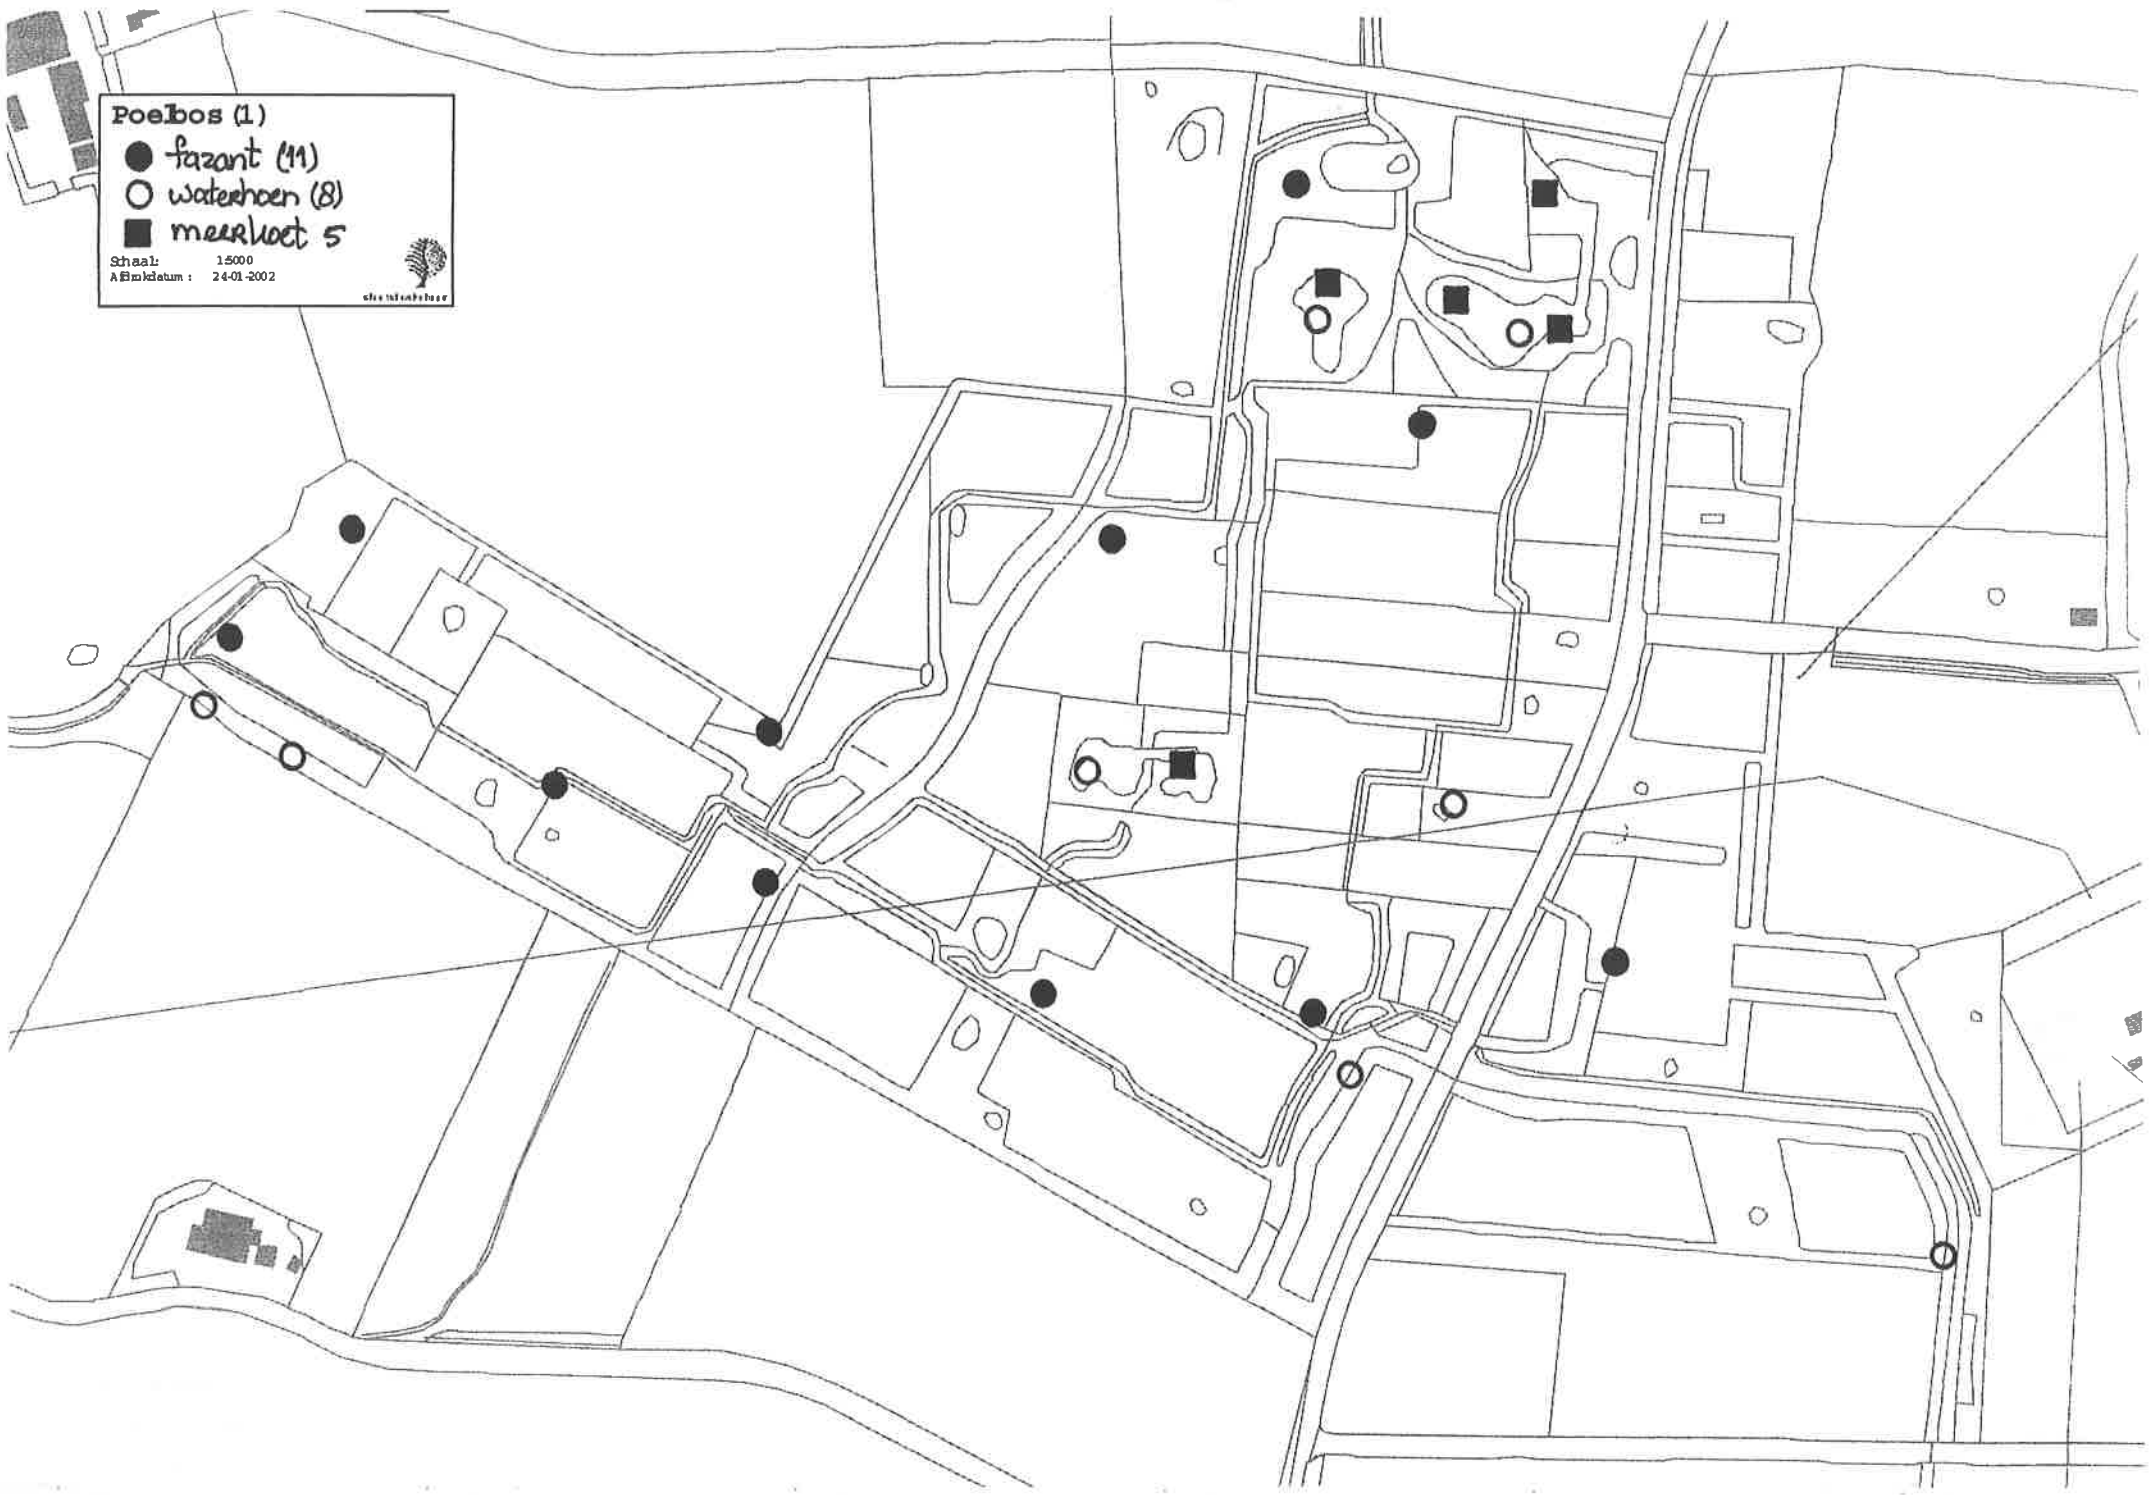 Poelbos (1)
fazant (11)
waterhoen (8)
meerkoet 5
Schaal: 1:5000
Afdrukdatum : 24-01-2002